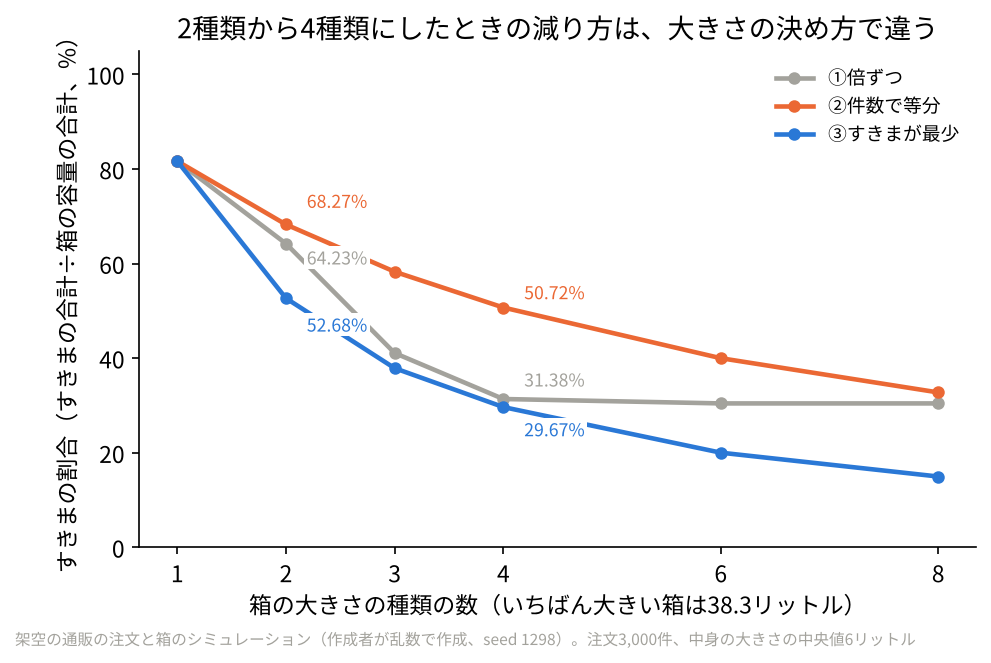 2種類から4種類にしたときの減り方は、大きさの決め方で違う
すきまの割合（すきまの合計÷箱の容量の合計、%）
100
80
60
40
20
0
①倍ずつ
②件数で等分
③すきまが最少
68.27%
64.23%
52.68%
50.72%
31.38%
29.67%
1 2 3 4 6 8
箱の大きさの種類の数（いちばん大きい箱は38.3リットル）
架空の通販の注文と箱のシミュレーション（作成者が乱数で作成、seed 1298）。注文3,000件、中身の大きさの中央値6リットル